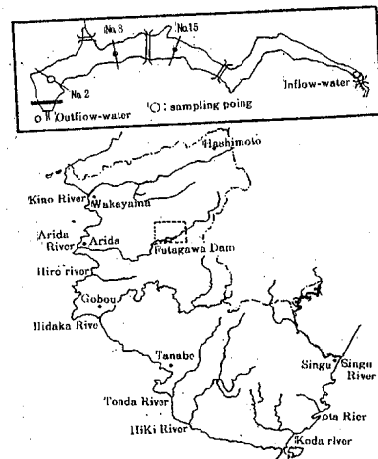 No.8
No.15
No.2
Inflow-water
Outflow-water
: sampling poing
Hashimoto
Kino River
Wakayama
Arida
River
Arida
Futagawa Dam
Hiro river
Gobou
Hidaka Rive
Tanabe
Singu
Singu
River
Tonda River
HiKi River
ota Rier
Koda river